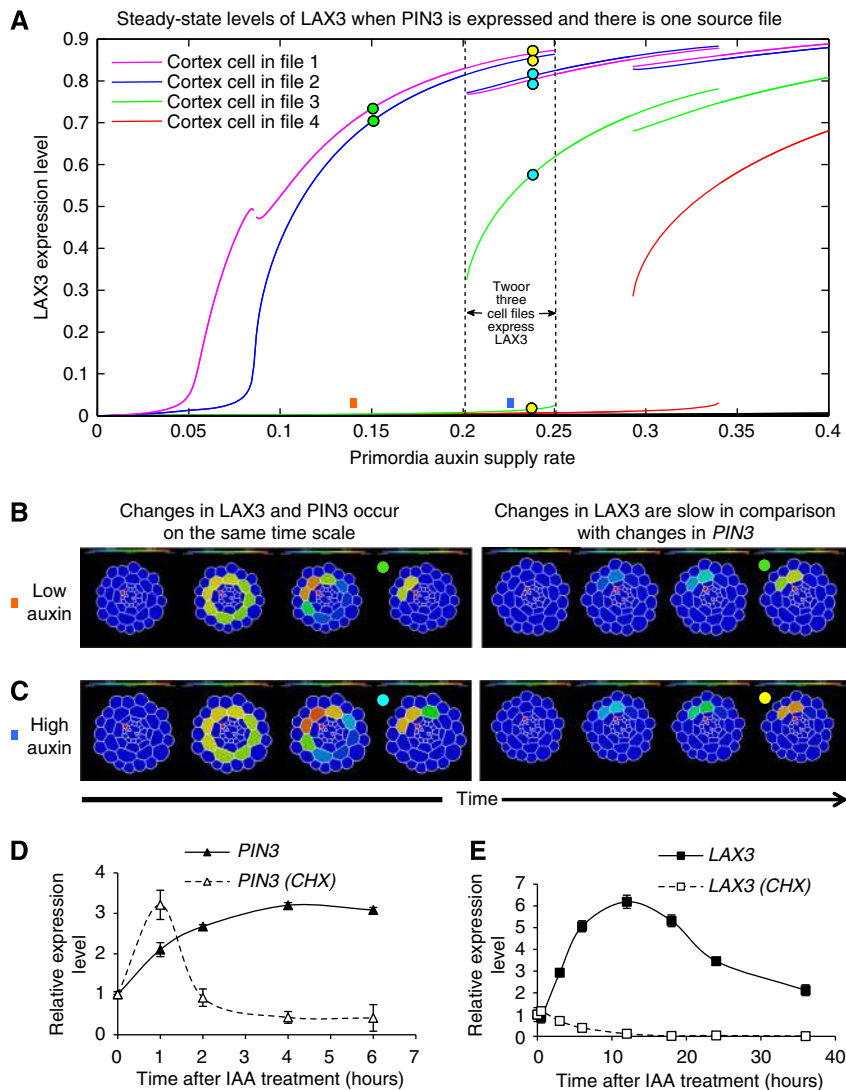 A
Steady-state levels of LAX3 when PIN3 is expressed and there is one source file
LAX3 expression level
0.9
0.8
0.7
0.6
0.5
0.4
0.3
0.2
0.1
0
Cortex cell in file 1
Cortex cell in file 2
Cortex cell in file 3
Cortex cell in file 4
Twoor
three
cell files
express
LAX3
0 0.05 0.1 0.15 0.2 0.25 0.3 0.35 0.4
Primordia auxin supply rate
B
Changes in LAX3 and PIN3 occur
on the same time scale
Changes in LAX3 are slow in comparison
with changes in PIN3
Low
auxin
C
High
auxin
Time
D
PIN3
PIN3 (CHX)
Relative expression
level
4
3
2
1
0
0 1 2 3 4 5 6 7
Time after IAA treatment (hours)
E
LAX3
LAX3 (CHX)
Relative expression
level
7
6
5
4
3
2
1
0
0 10 20 30 40
Time after IAA treatment (hours)